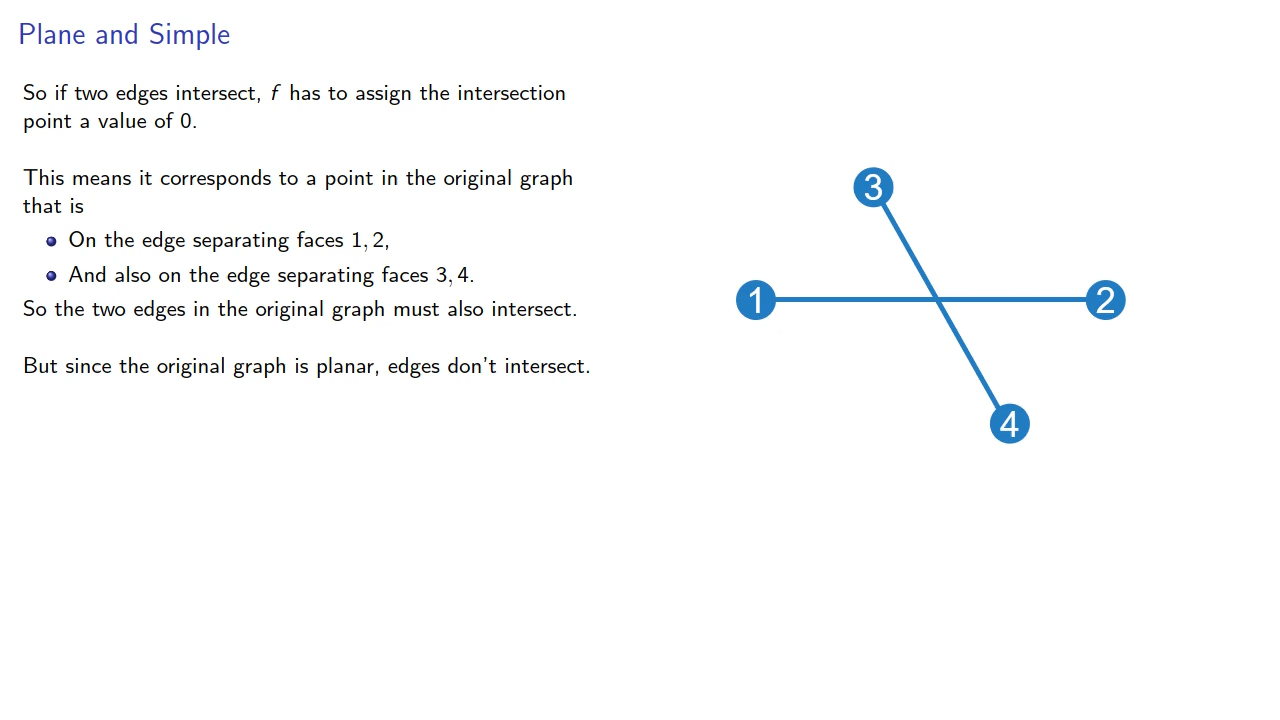 Plane and Simple
So if two edges intersect, f has to assign the intersection
point a value of 0.
This means it corresponds to a point in the original graph
that is
On the edge separating faces 1, 2,
And also on the edge separating faces 3, 4.
So the two edges in the original graph must also intersect.
But since the original graph is planar, edges don't intersect.
3
1
2
4